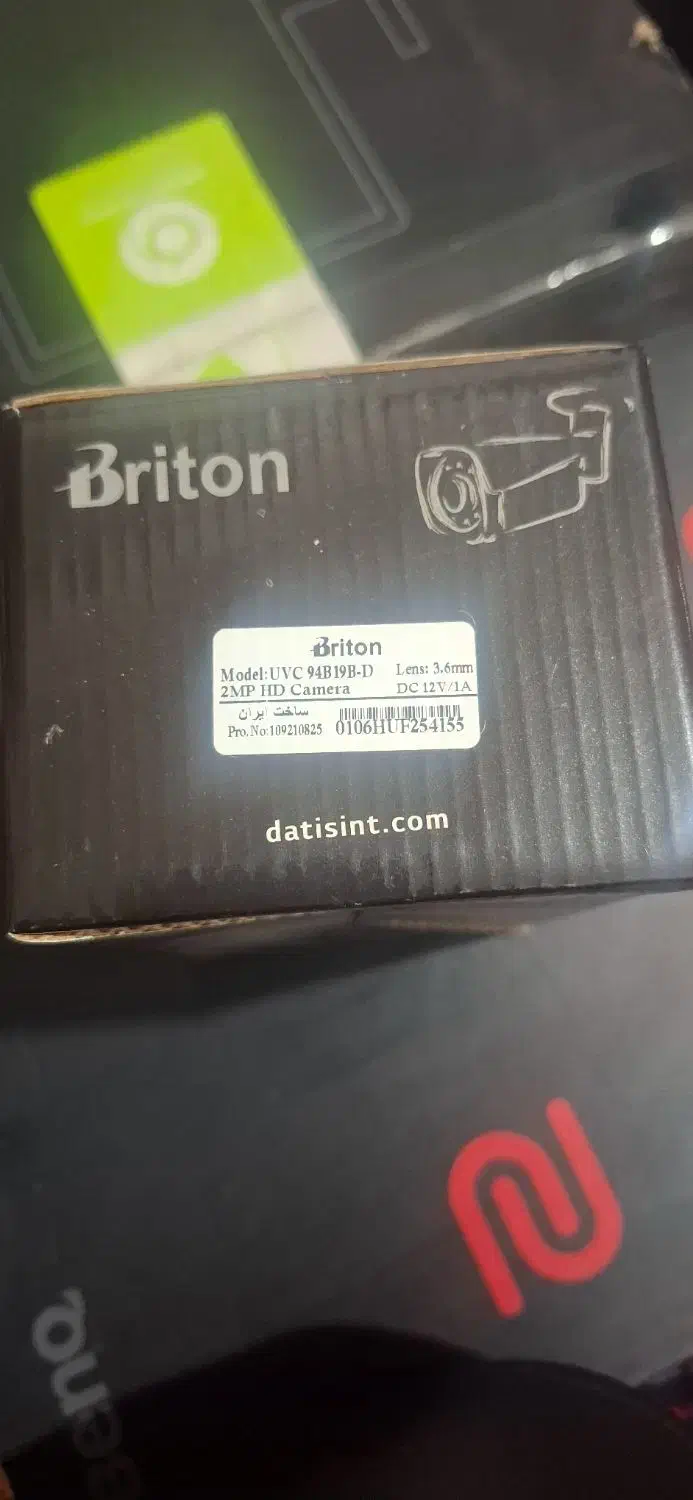 Briton
Briton
Model:UVC 94B19B-D Lens: 3.6mm
2MP HD Camera DC 12V/1A
ساخت ایران
Pro.No:109210825 0106HUF254155
datisint.com